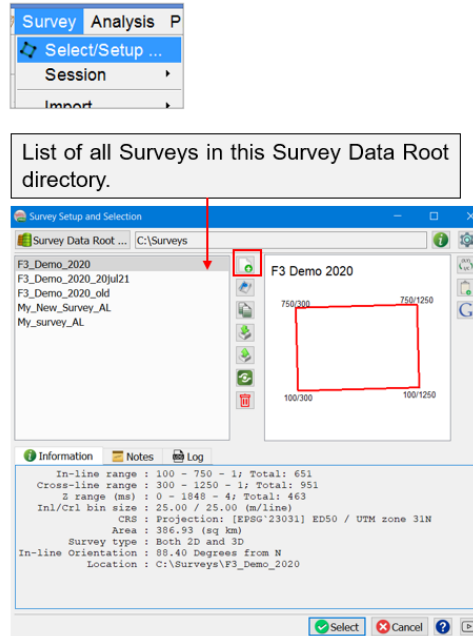 Survey Analysis P
Select/Setup ...
Session
Import
List of all Surveys in this Survey Data Root
directory.
Survey Setup and Selection
Survey Data Root ... C:\Surveys
F3_Demo_2020
F3_Demo_2020_20jul21
F3_Demo_2020_old
My_New_Survey_AL
My_survey_AL
F3 Demo 2020
750/300 750/1250
100/300 100/1250
Information Notes Log
In-line range : 100 - 750 - 1; Total: 651
Cross-line range : 300 - 1250 - 1; Total: 951
Z range (ms) : 0 - 1848 - 4; Total: 463
Inl/Crl bin size : 25.00 / 25.00 (m/line)
CRS : Projection: [EPSG`23031] ED50 / UTM zone 31N
Area : 386.93 (sq km)
Survey type : Both 2D and 3D
In-line Orientation : 88.40 Degrees from N
Location : C:\Surveys\F3_Demo_2020
Select Cancel